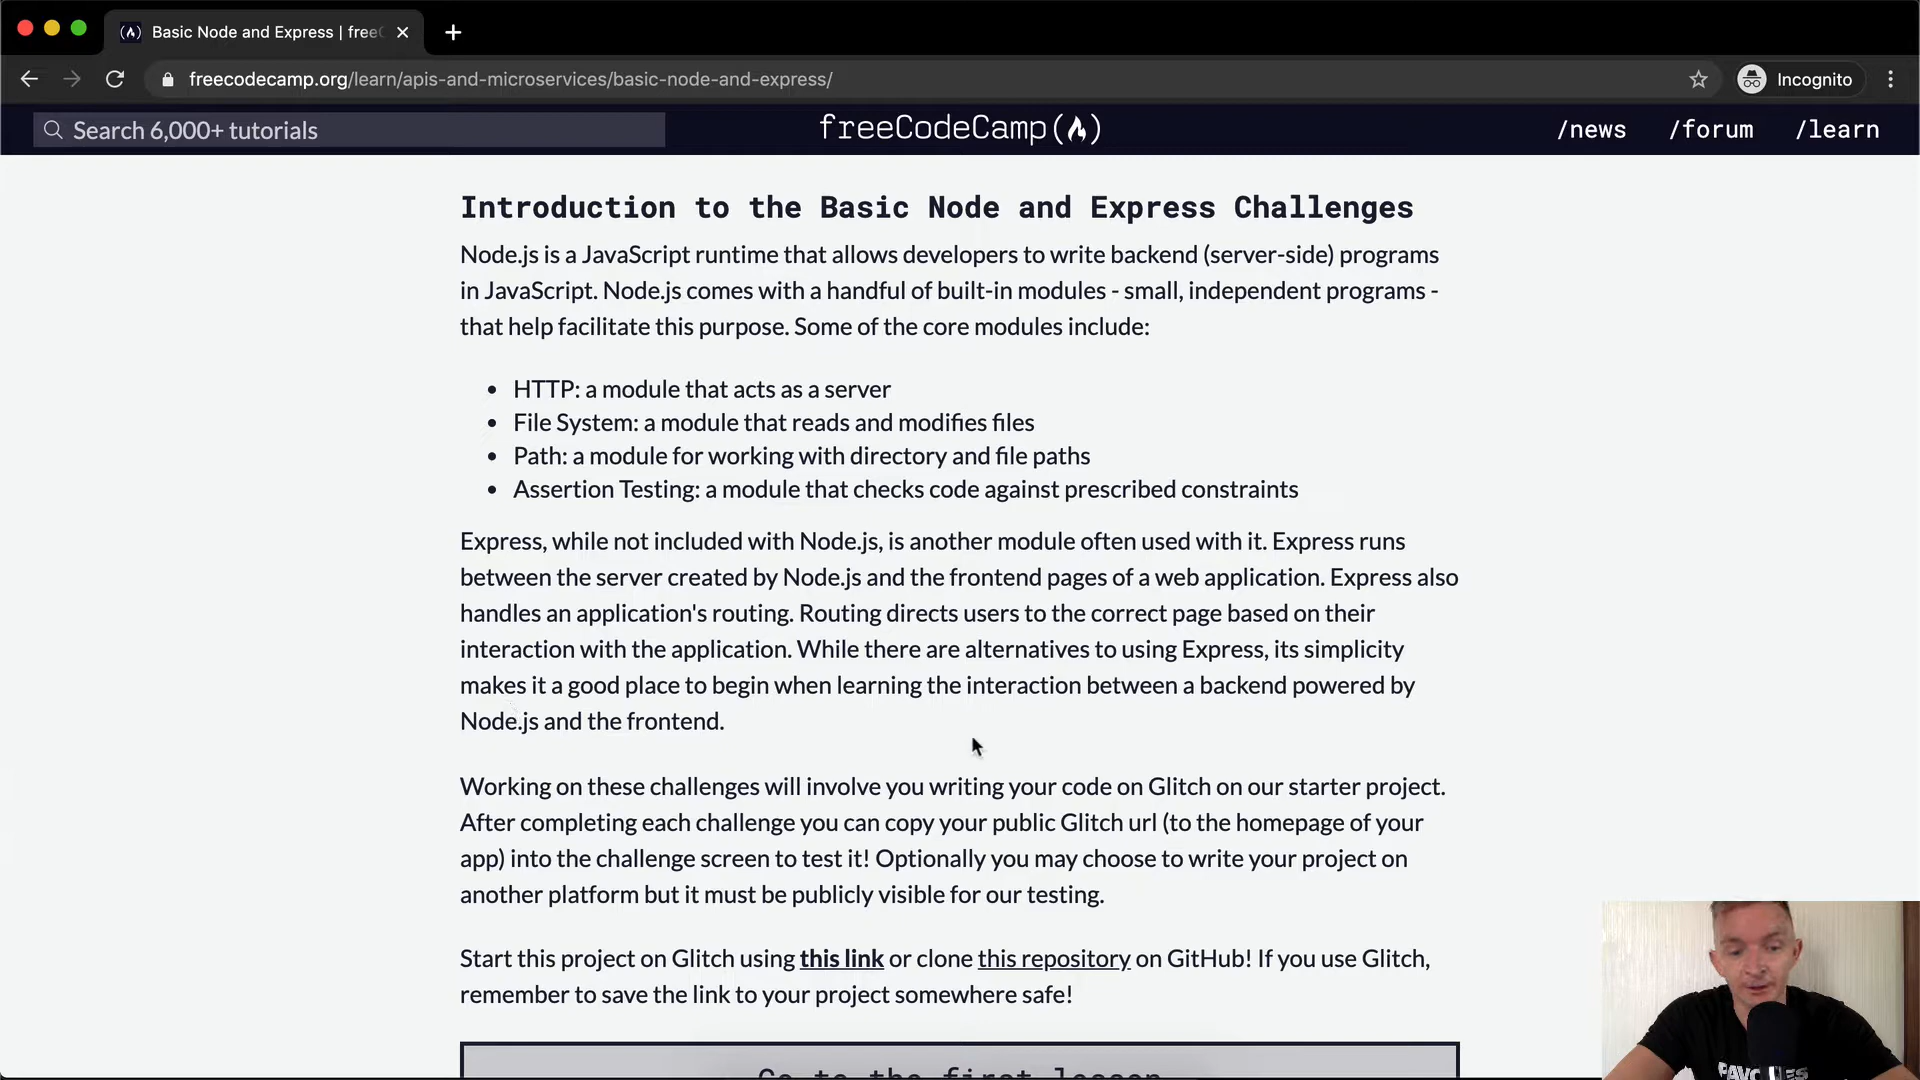 Basic Node and Express | freeC
freecodecamp.org/learn/apis-and-microservices/basic-node-and-express/
Incognito
Search 6,000+ tutorials
freeCodeCamp
/news
/forum
/learn
Introduction to the Basic Node and Express Challenges
Node.js is a JavaScript runtime that allows developers to write backend (server-side) programs
in JavaScript. Node.js comes with a handful of built-in modules - small, independent programs -
that help facilitate this purpose. Some of the core modules include:
• HTTP: a module that acts as a server
• File System: a module that reads and modifies files
• Path: a module for working with directory and file paths
• Assertion Testing: a module that checks code against prescribed constraints
Express, while not included with Node.js, is another module often used with it. Express runs
between the server created by Node.js and the frontend pages of a web application. Express also
handles an application's routing. Routing directs users to the correct page based on their
interaction with the application. While there are alternatives to using Express, its simplicity
makes it a good place to begin when learning the interaction between a backend powered by
Node.js and the frontend.
Working on these challenges will involve you writing your code on Glitch on our starter project.
After completing each challenge you can copy your public Glitch url (to the homepage of your
app) into the challenge screen to test it! Optionally you may choose to write your project on
another platform but it must be publicly visible for our testing.
Start this project on Glitch using this link or clone this repository on GitHub! If you use Glitch,
remember to save the link to your project somewhere safe!
Go to the first lesson